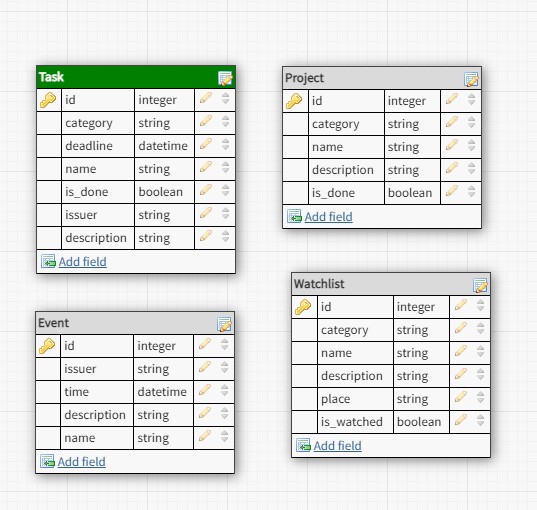 Task
id integer
category string
deadline datetime
name string
is_done boolean
issuer string
description string
Add field
Project
id integer
category string
name string
description string
is_done boolean
Add field
Event
id integer
issuer string
time datetime
description string
name string
Add field
Watchlist
id integer
category string
name string
description string
place string
is_watched boolean
Add field